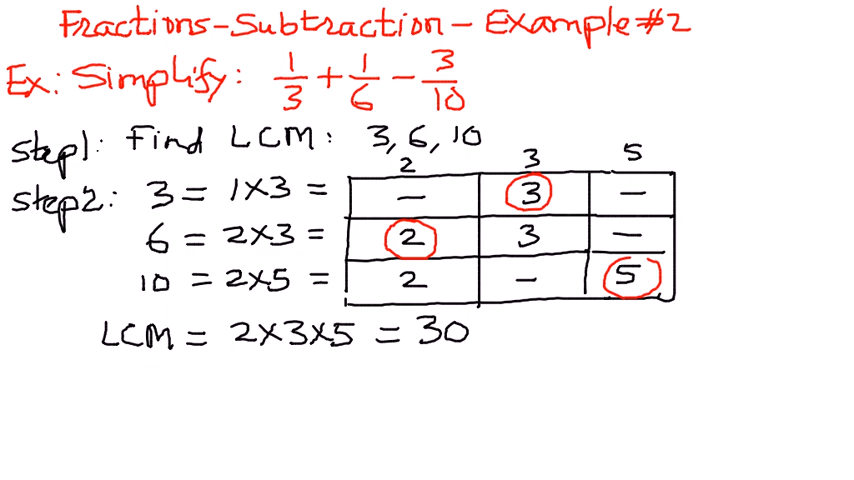 Fractions-Subtraction-Example#2
Ex: Simplify: 1/3 + 1/6 - 3/10
Step1: Find LCM: 3, 6, 10
2 3 5
Step2: 3 = 1×3 = - 3 -
6 = 2×3 = 2 3 -
10 = 2×5 = 2 - 5
LCM = 2×3×5 = 30